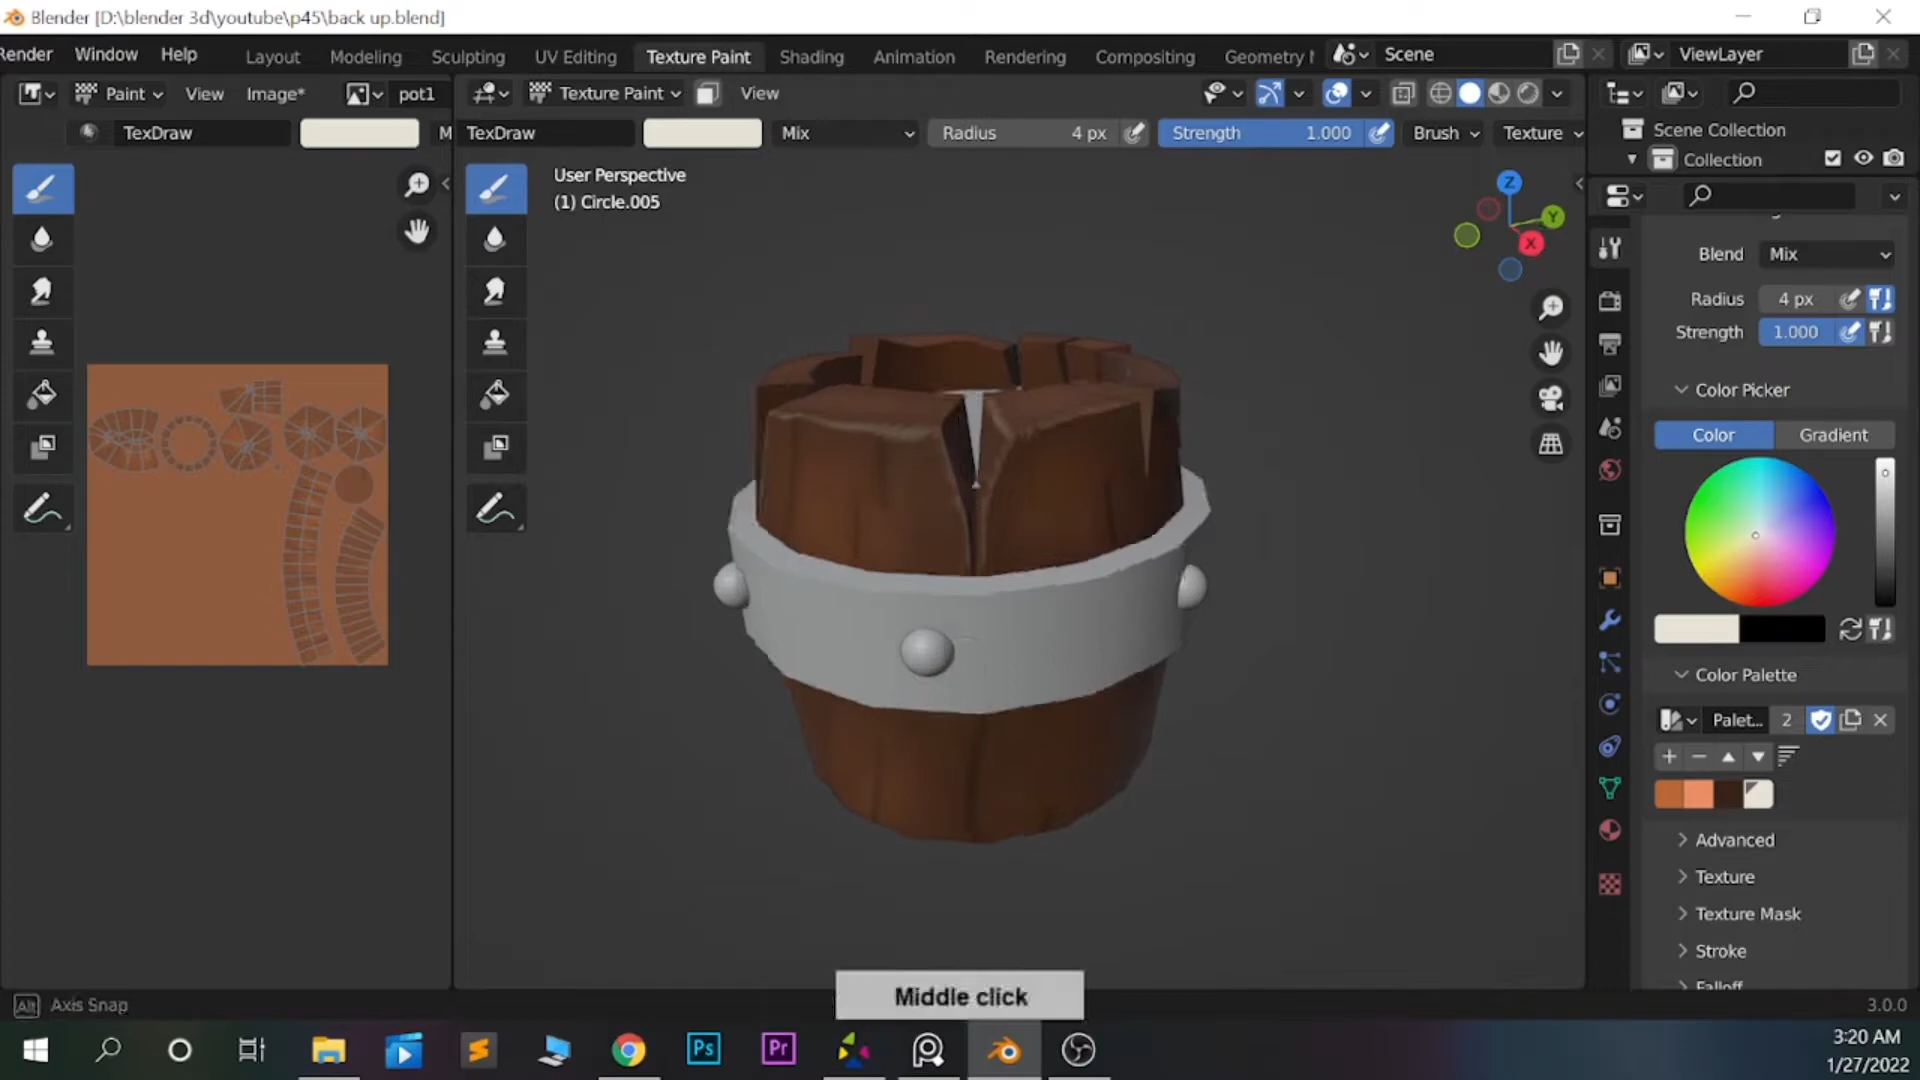 Blender [D:\blender 3d\youtube\p45\back up.blend]
Render Window Help Layout Modeling Sculpting UV Editing Texture Paint Shading Animation Rendering Compositing Geometry N Scene ViewLayer
Paint View Image* pot1 Texture Paint View
TexDraw M TexDraw Mix Radius 4 px Strength 1.000 Brush Texture
Scene Collection
Collection
User Perspective
(1) Circle.005
Z
Y
X
Blend Mix
Radius 4 px
Strength 1.000
Color Picker
Color Gradient
Color Palette
Palet... 2
Advanced
Texture
Texture Mask
Stroke
Falloff
Middle click
Alt Axis Snap 3.0.0
Ps Pr
3:20 AM
1/27/2022